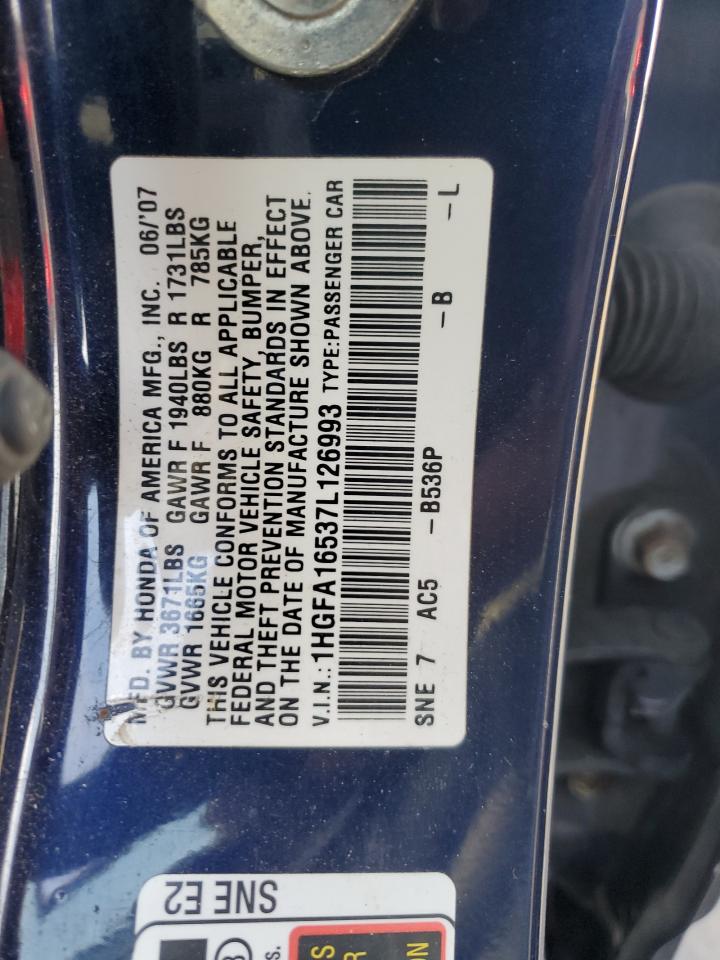 MFD. BY HONDA OF AMERICA MFG., INC. 06/'07
GVWR 3671LBS GAWR F 1940LBS R 1731LBS
GVWR 1665KG GAWR F 880KG R 785KG
THIS VEHICLE CONFORMS TO ALL APPLICABLE
FEDERAL MOTOR VEHICLE SAFETY, BUMPER,
AND THEFT PREVENTION STANDARDS IN EFFECT
ON THE DATE OF MANUFACTURE SHOWN ABOVE.
V.I.N.: 1HGFA16537L126993 TYPE:PASSENGER CAR
SNE 7 AC5 -B536P -B -L
SNE E2